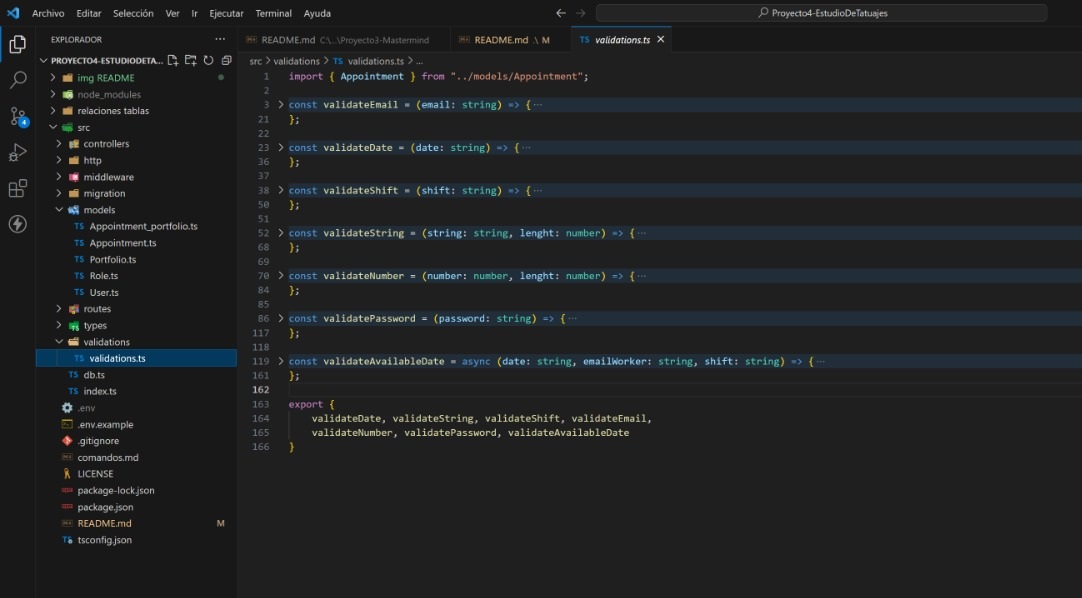 Archivo Editar Selección Ver Ir Ejecutar Terminal Ayuda
Proyecto4-EstudioDeTatuajes
EXPLORADOR
PROYECTO4-ESTUDIODETA...
img README
node_modules
relaciones tablas
src
controllers
http
middleware
migration
models
TS Appointment_portfolio.ts
TS Appointment.ts
TS Portfolio.ts
TS Role.ts
TS User.ts
routes
types
validations
TS validations.ts
TS db.ts
TS index.ts
.env
.env.example
.gitignore
comandos.md
LICENSE
package-lock.json
package.json
README.md M
tsconfig.json
4
README.md C:\...\Proyecto3-Mastermind
README.md .\ M
TS validations.ts
src > validations > TS validations.ts > ...
1 import { Appointment } from "../models/Appointment";
2
3 const validateEmail = (email: string) => {···
21 };
22
23 const validateDate = (date: string) => {···
36 };
37
38 const validateShift = (shift: string) => {···
50 };
51
52 const validateString = (string: string, lenght: number) => {···
68 };
69
70 const validateNumber = (number: number, lenght: number) => {···
84 };
85
86 const validatePassword = (password: string) => {···
117 };
118
119 const validateAvailableDate = async (date: string, emailWorker: string, shift: string) => {···
161 };
162
163 export {
164 validateDate, validateString, validateShift, validateEmail,
165 validateNumber, validatePassword, validateAvailableDate
166 }